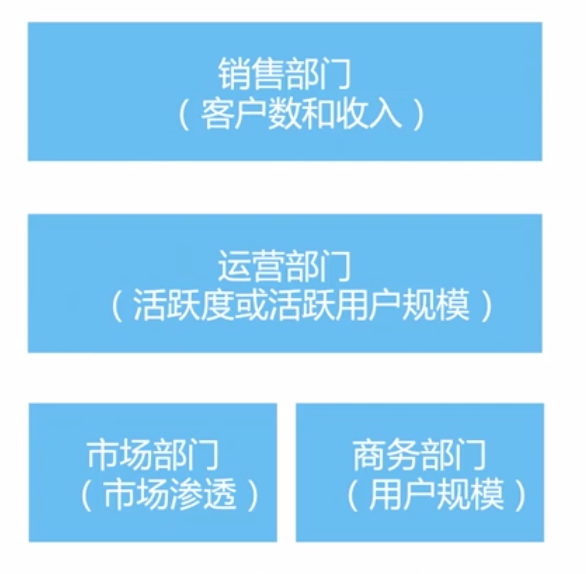 销售部门
（客户数和收入）
运营部门
（活跃度或活跃用户规模）
市场部门
（市场渗透）
商务部门
（用户规模）